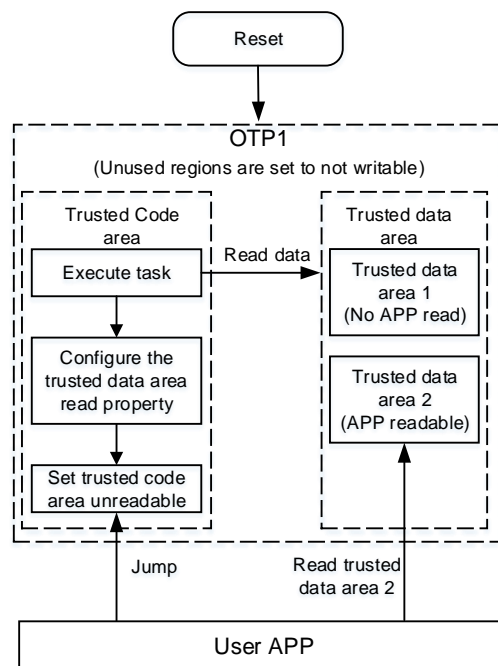 Reset
OTP1
(Unused regions are set to not writable)
Trusted Code
area
Execute task
Configure the
trusted data area
read property
Set trusted code
area unreadable
Read data
Trusted data
area
Trusted data
area 1
(No APP read)
Trusted data
area 2
(APP readable)
Jump
Read trusted
data area 2
User APP